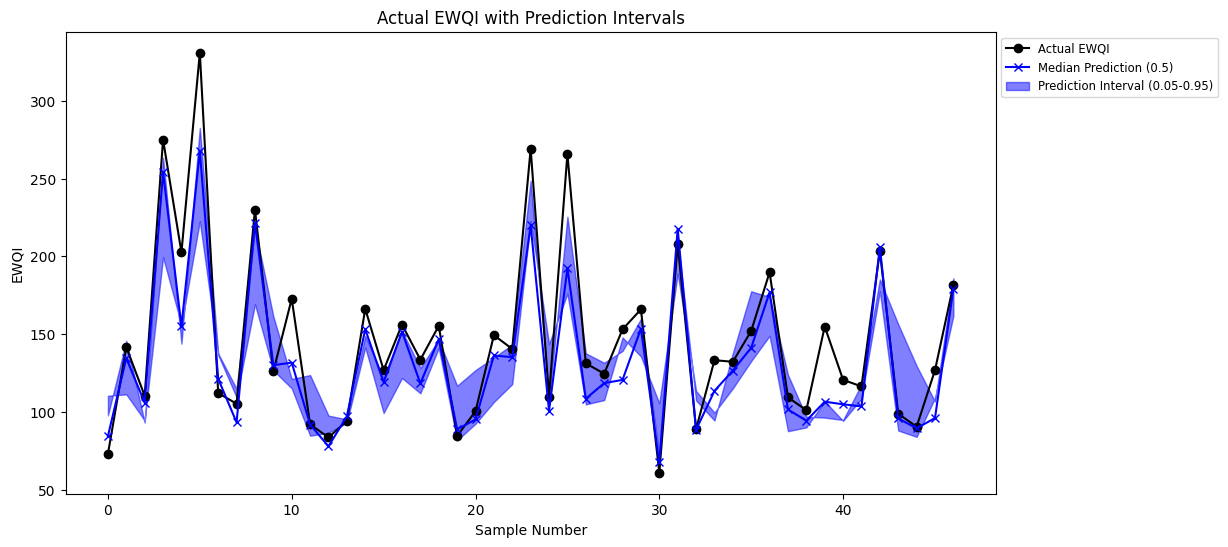 Actual EWQI with Prediction Intervals
Actual EWQI
Median Prediction (0.5)
Prediction Interval (0.05-0.95)
EWQI
300
250
200
150
100
50
0
10
20
30
40
Sample Number